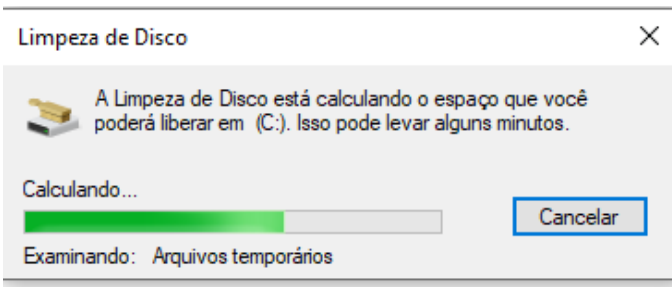 Limpeza de Disco
A Limpeza de Disco está calculando o espaço que você
poderá liberar em (C:). Isso pode levar alguns minutos.
Calculando...
Cancelar
Examinando: Arquivos temporários